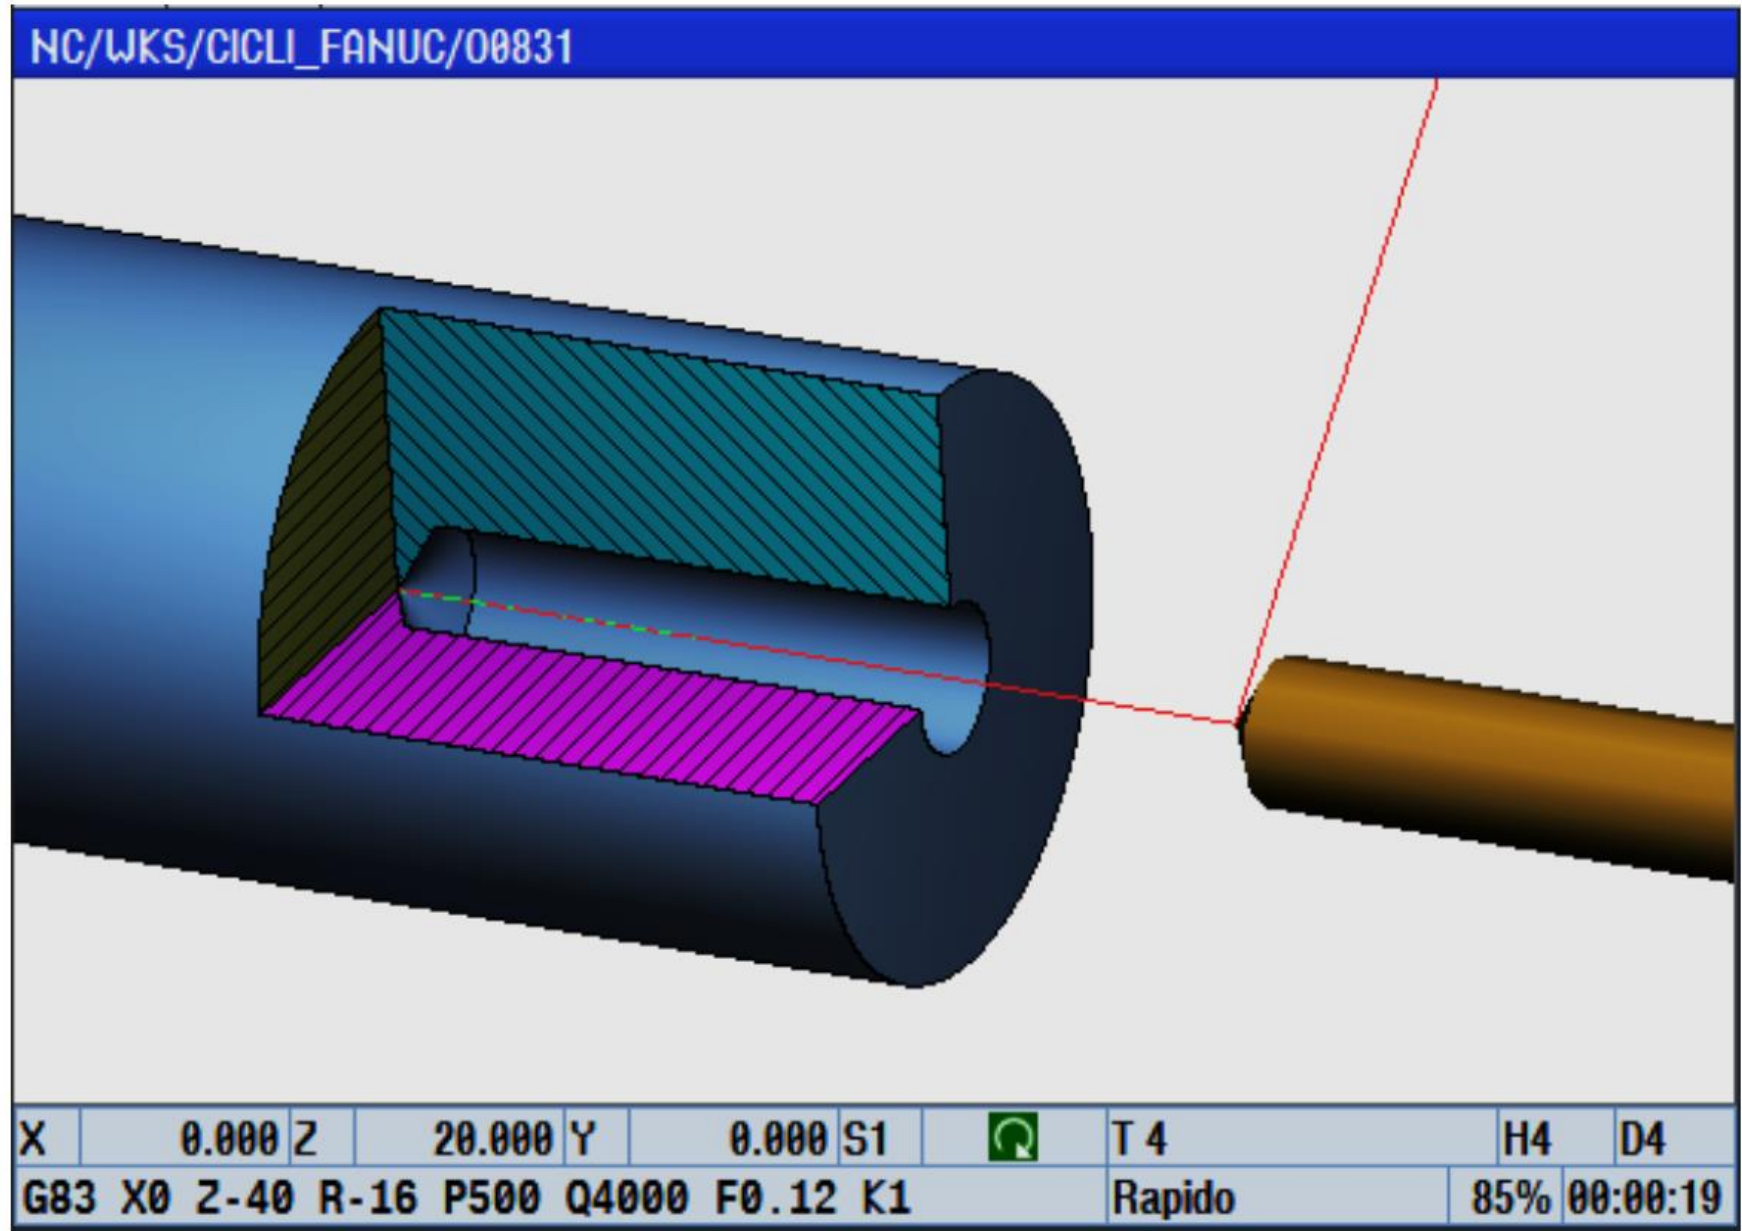 NC/WKS/CICLI_FANUC/O0831
X 0.000 Z 20.000 Y 0.000 S1 T 4 H4 D4
G83 X0 Z-40 R-16 P500 Q4000 F0.12 K1 Rapido 85% 00:00:19